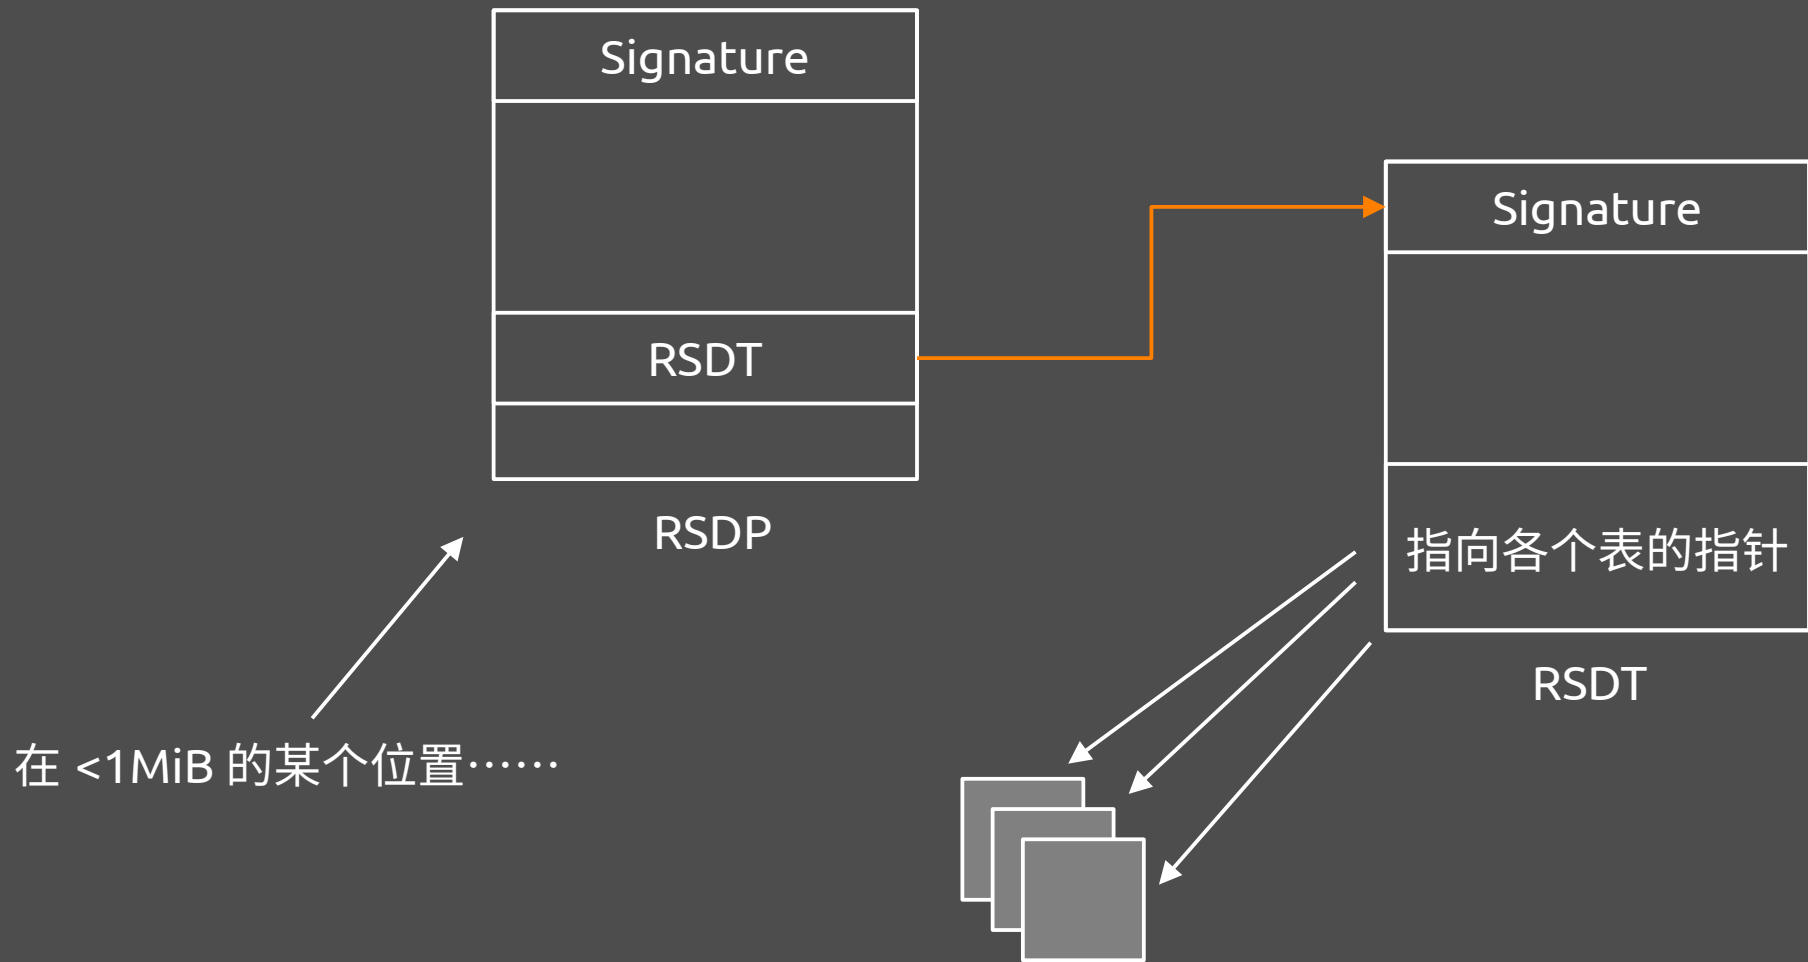 Signature
RSDT
RSDP
在 <1MiB 的某个位置……
Signature
指向各个表的指针
RSDT